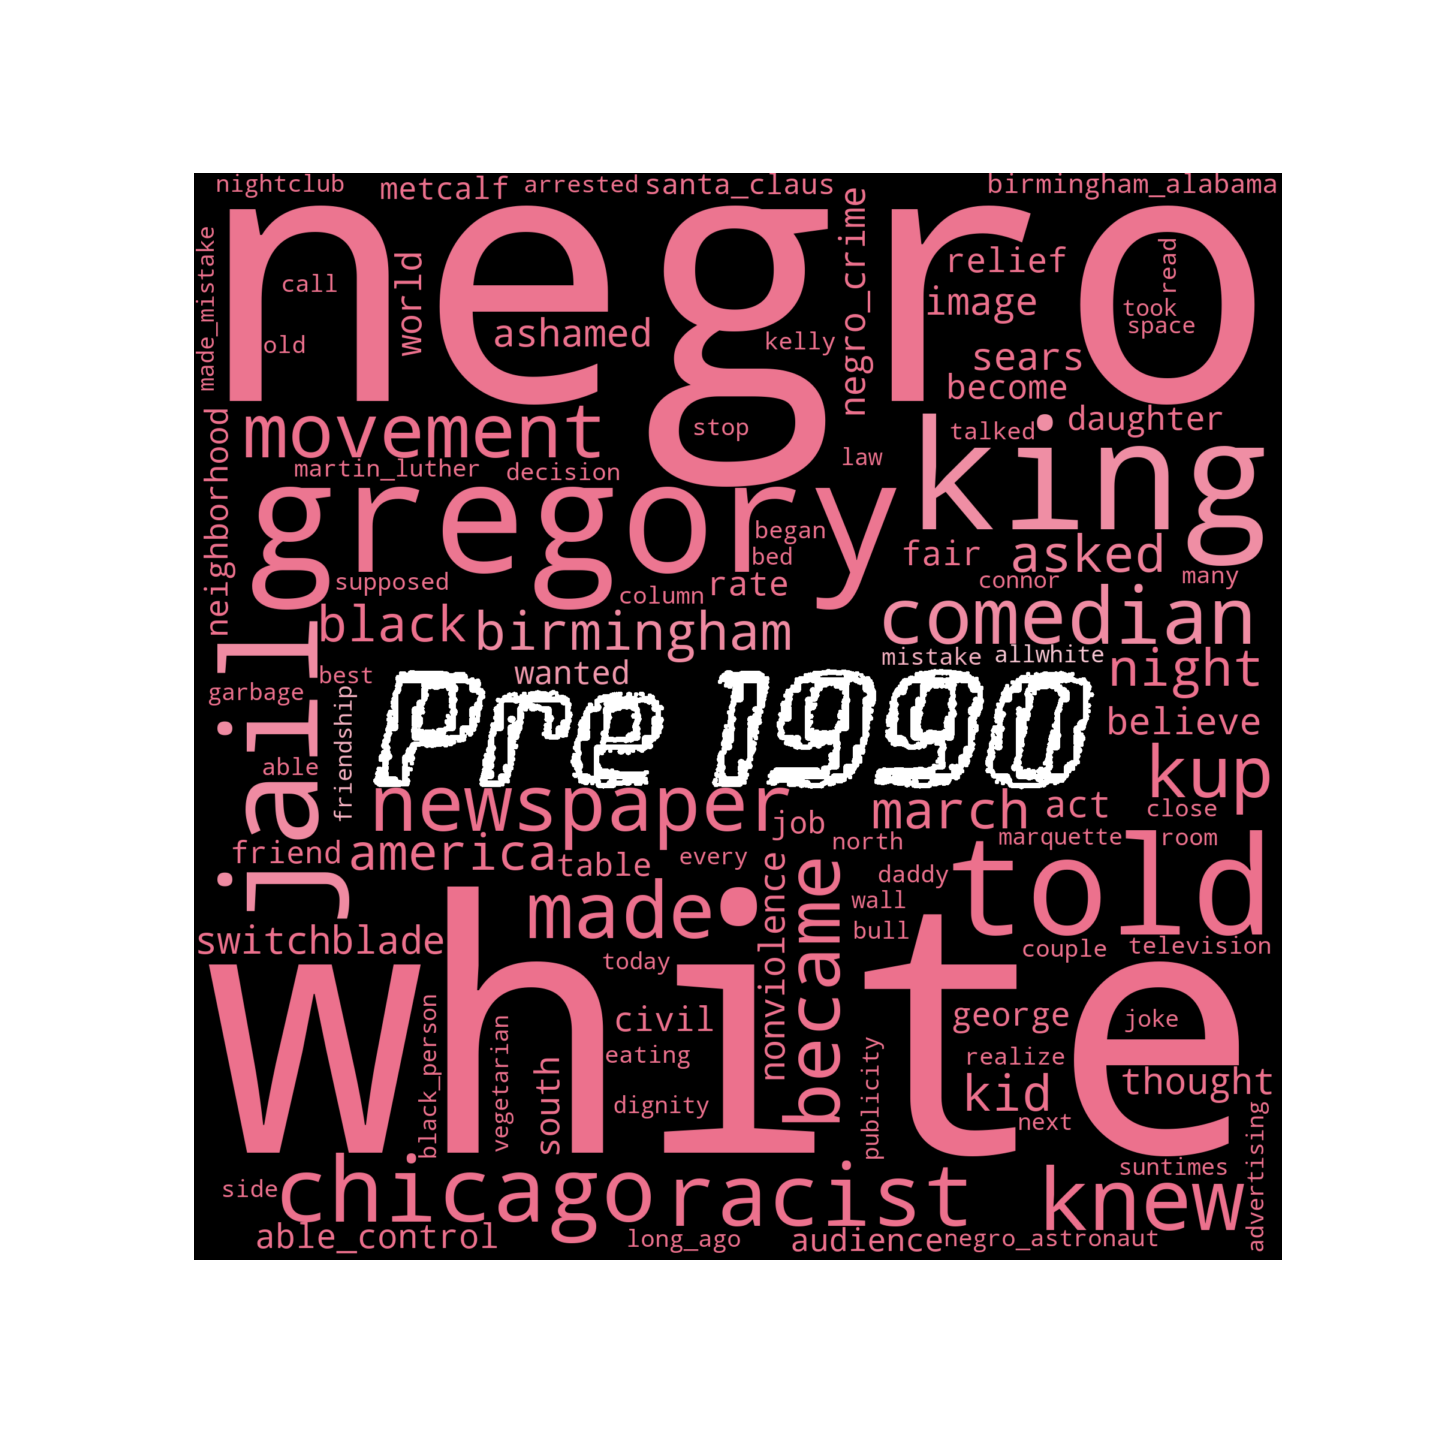 nightclub metcalf arrested santa_claus birmingham_alabama
negro
made_mistake
call
old
world
ashamed
kelly
negro_crime
relief
image
read
took
space
sears
become
movement
stop
law
talked
daughter
king
neighborhood
martin_luther decision
gregory
began
bed
fair
asked
connor
many
supposed
column
rate
black
birmingham
comedian
jail
mistake allwhite
night
garbage
best
wanted
Pre 1990
believe
able
friendship
kup
newspaper
job
march
act
close
friend
america
table
every
north
marquette
room
told
daddy
wall
bull
couple
television
made
nonviolence
became
switchblade
white
today
civil
eating
dignity
black_person
vegetarian
south
publicity
george
joke
realize
kid
thought
next
advertising
suntimes
side
chicago
racist
knew
able_control
long_ago
audience
negro_astronaut